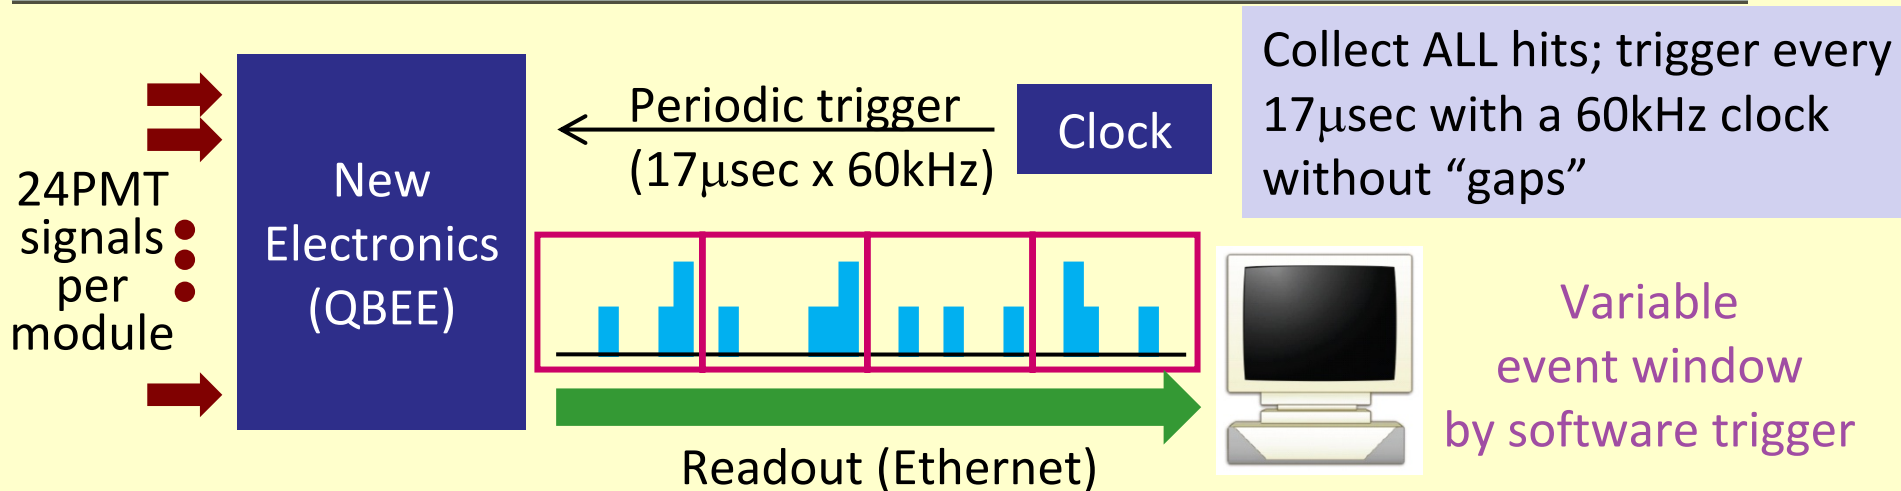 24PMT
signals
per
module
New
Electronics
(QBEE)
Periodic trigger
(17μsec x 60kHz)
Clock
Collect ALL hits; trigger every
17μsec with a 60kHz clock
without “gaps”
Variable
event window
by software trigger
Readout (Ethernet)